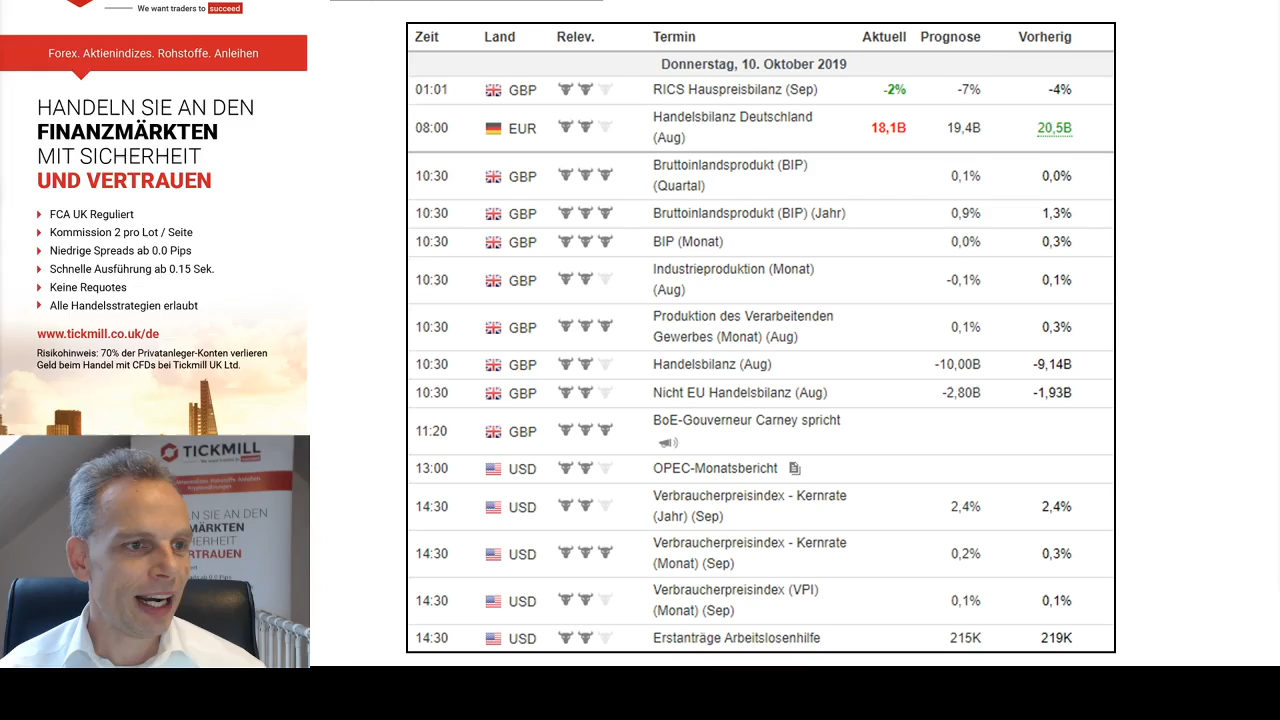 We want traders to succeed
Forex. Aktienindizes. Rohstoffe. Anleihen
HANDELN SIE AN DEN
FINANZMÄRKTEN
MIT SICHERHEIT
UND VERTRAUEN
FCA UK Reguliert
Kommission 2 pro Lot / Seite
Niedrige Spreads ab 0.0 Pips
Schnelle Ausführung ab 0.15 Sek.
Keine Requotes
Alle Handelsstrategien erlaubt
www.tickmill.co.uk/de
Risikohinweis: 70% der Privatanleger-Konten verlieren
Geld beim Handel mit CFDs bei Tickmill UK Ltd.
TICKMILL
AN SIE AN DEN
MÄRKTEN
HERHEIT
RTRAUEN
Zeit Land Relev. Termin Aktuell Prognose Vorherig
Donnerstag, 10. Oktober 2019
01:01 GBP RICS Hauspreisbilanz (Sep) -2% -7% -4%
08:00 EUR Handelsbilanz Deutschland
(Aug) 18,1B 19,4B 20,5B
10:30 GBP Bruttoinlandsprodukt (BIP)
(Quartal) 0,1% 0,0%
10:30 GBP Bruttoinlandsprodukt (BIP) (Jahr) 0,9% 1,3%
10:30 GBP BIP (Monat) 0,0% 0,3%
10:30 GBP Industrieproduktion (Monat)
(Aug) -0,1% 0,1%
10:30 GBP Produktion des Verarbeitenden
Gewerbes (Monat) (Aug) 0,1% 0,3%
10:30 GBP Handelsbilanz (Aug) -10,00B -9,14B
10:30 GBP Nicht EU Handelsbilanz (Aug) -2,80B -1,93B
11:20 GBP BoE-Gouverneur Carney spricht
13:00 USD OPEC-Monatsbericht
14:30 USD Verbraucherpreisindex - Kernrate
(Jahr) (Sep) 2,4% 2,4%
14:30 USD Verbraucherpreisindex - Kernrate
(Monat) (Sep) 0,2% 0,3%
14:30 USD Verbraucherpreisindex (VPI)
(Monat) (Sep) 0,1% 0,1%
14:30 USD Erstanträge Arbeitslosenhilfe 215K 219K